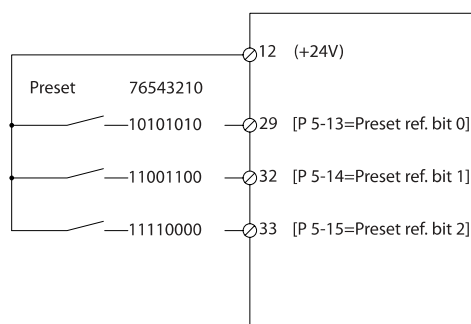 12 (+24V)
Preset 76543210
10101010 29 [P 5-13=Preset ref. bit 0]
11001100 32 [P 5-14=Preset ref. bit 1]
11110000 33 [P 5-15=Preset ref. bit 2]